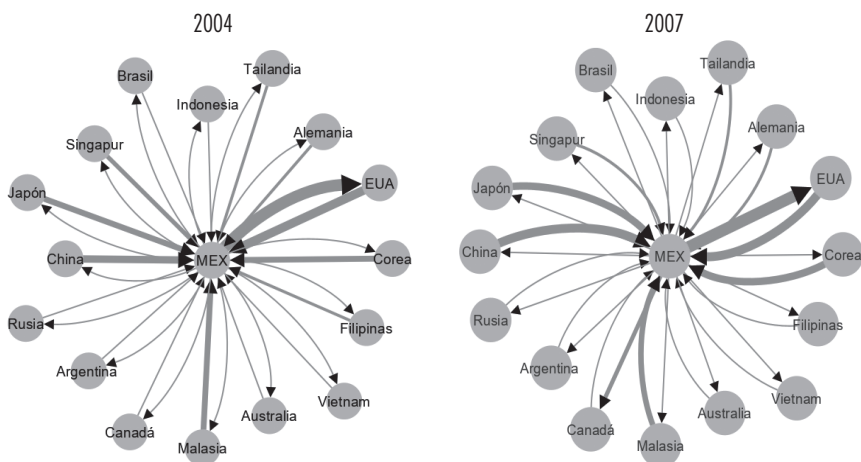 2004
Brasil
Tailandia
Indonesia
Alemania
Singapur
EUA
Japón
China
MEX
Corea
Rusia
Filipinas
Argentina
Vietnam
Australia
Canadá
Malasia
2007
Brasil
Tailandia
Indonesia
Alemania
Singapur
EUA
Japón
China
MEX
Corea
Rusia
Filipinas
Argentina
Vietnam
Australia
Canadá
Malasia